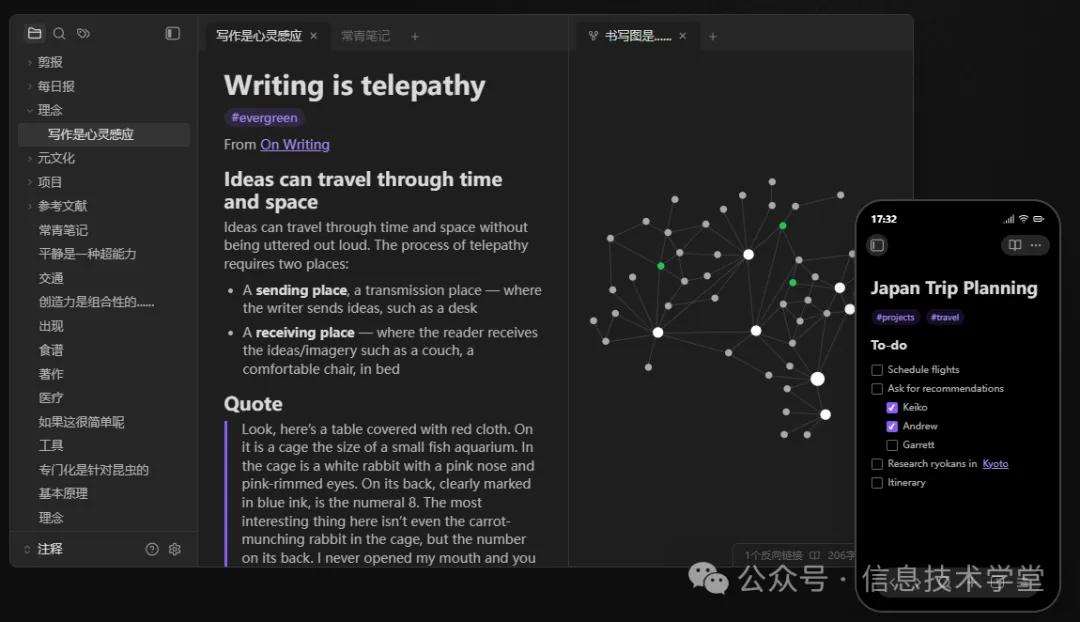 剪报
每日报
理念
写作是心灵感应
元文化
项目
参考文献
常青笔记
平静是一种超能力
交通
创造力是组合性的......
出现
食谱
著作
医疗
如果这很简单呢
工具
专门化是针对昆虫的
基本原理
理念
注释
写作是心灵感应
常青笔记
Writing is telepathy
#evergreen
From On Writing
Ideas can travel through time
and space
Ideas can travel through time and space without
being uttered out loud. The process of telepathy
requires two places:
A sending place, a transmission place — where
the writer sends ideas, such as a desk
A receiving place — where the reader receives
the ideas/imagery such as a couch, a
comfortable chair, in bed
Quote
Look, here’s a table covered with red cloth. On
it is a cage the size of a small fish aquarium. In
the cage is a white rabbit with a pink nose and
pink-rimmed eyes. On its back, clearly marked
in blue ink, is the numeral 8. The most
interesting thing here isn’t even the carrot-
munching rabbit in the cage, but the number
on its back. I never opened my mouth and you
书写图是......
1个反向链接 206字
17:32
Japan Trip Planning
#projects #travel
To-do
Schedule flights
Ask for recommendations
Keiko
Andrew
Garrett
Research ryokans in Kyoto
Itinerary
公众号 · 信息技术学堂